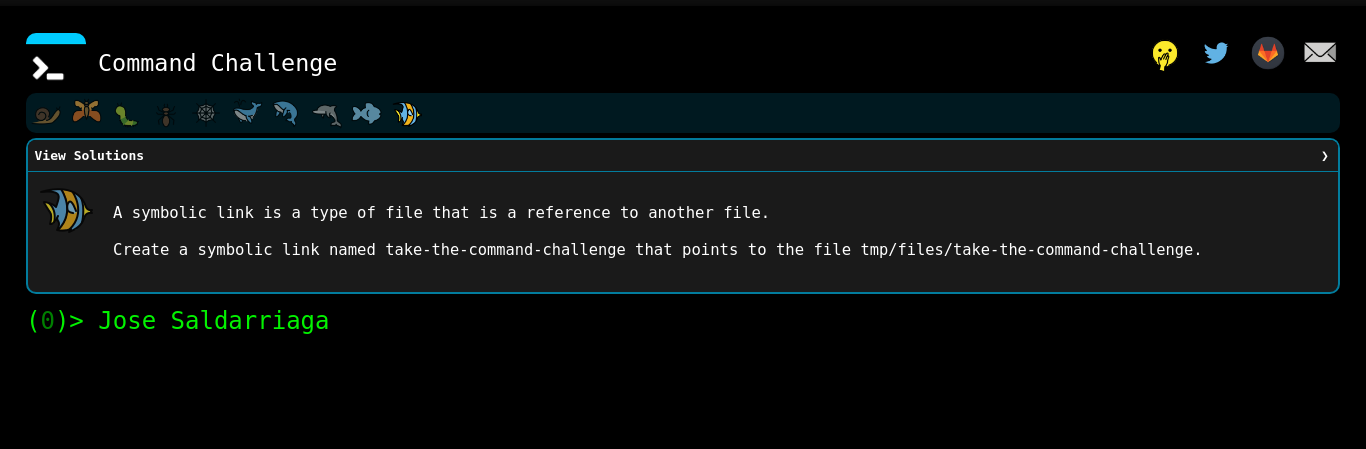 Command Challenge
View Solutions
A symbolic link is a type of file that is a reference to another file.
Create a symbolic link named take-the-command-challenge that points to the file tmp/files/take-the-command-challenge.
(0)> Jose Saldarriaga